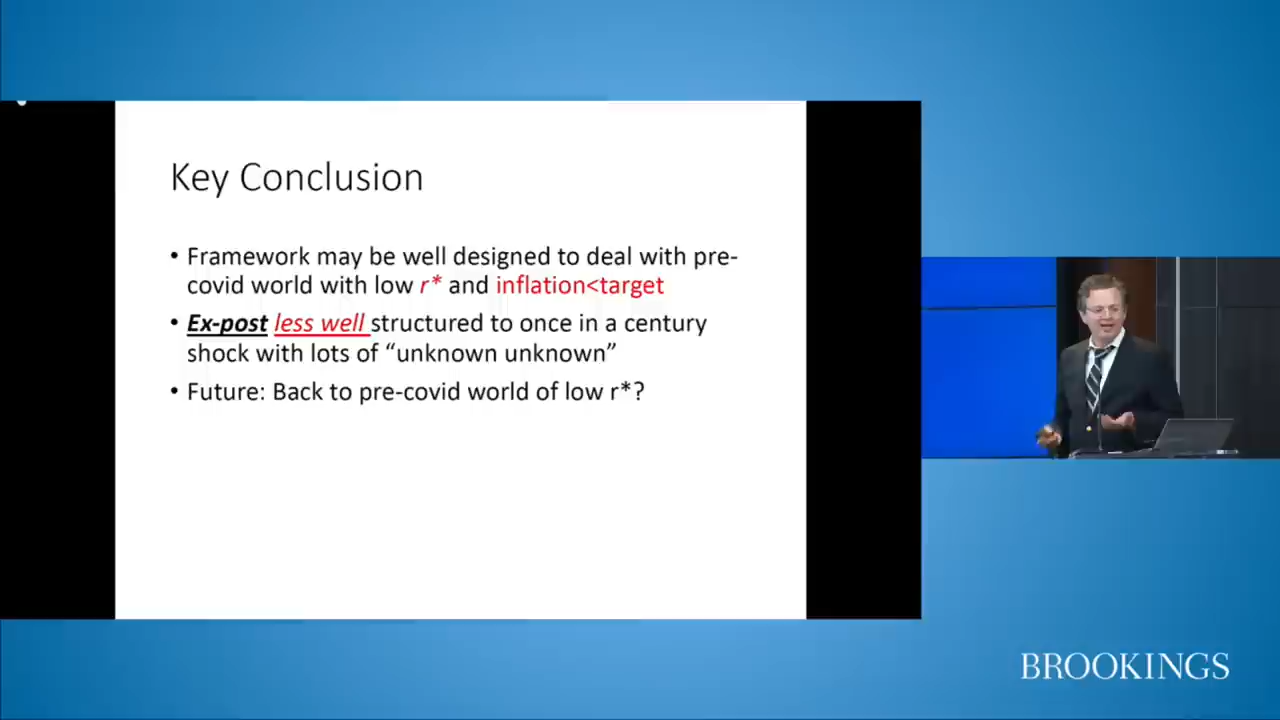 Key Conclusion
• Framework may be well designed to deal with pre-
covid world with low r* and inflation<target
• Ex-post less well structured to once in a century
shock with lots of “unknown unknown”
• Future: Back to pre-covid world of low r*?
BROOKINGS